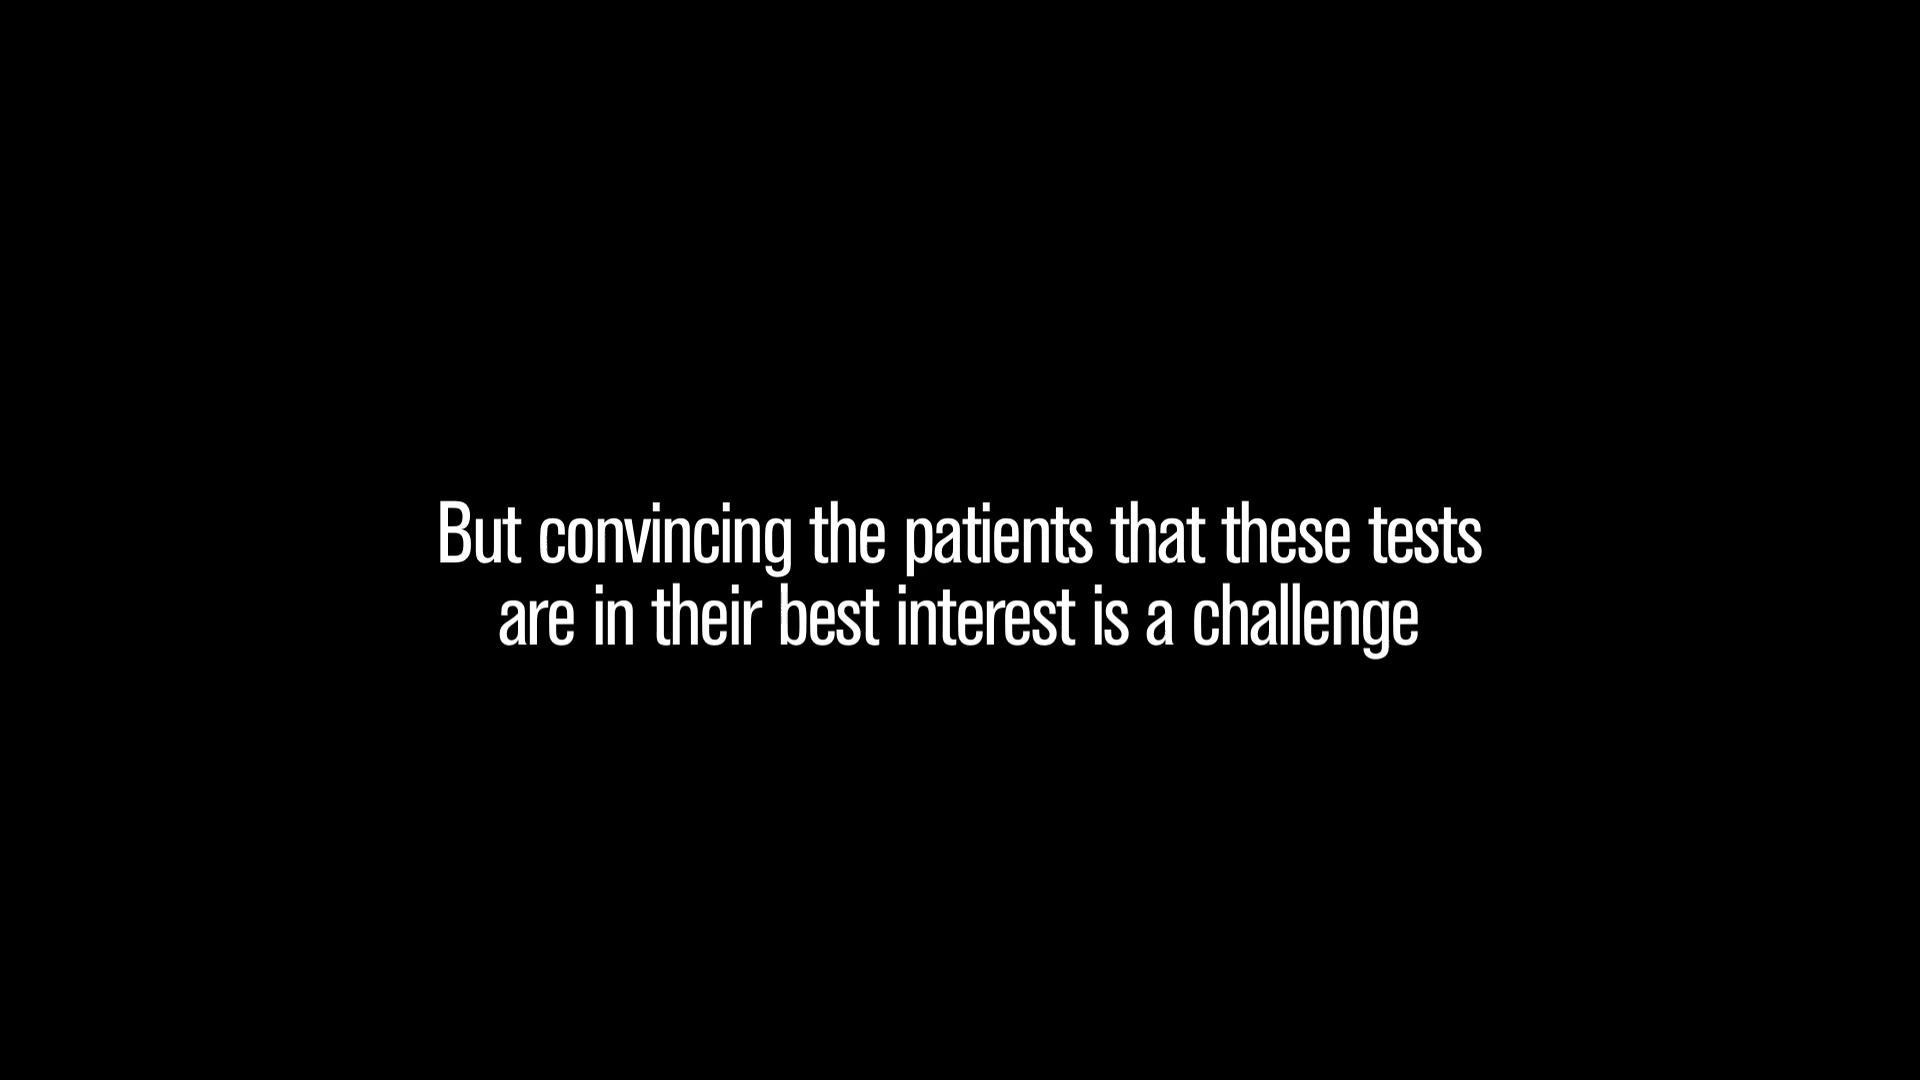 But convincing the patients that these tests
are in their best interest is a challenge